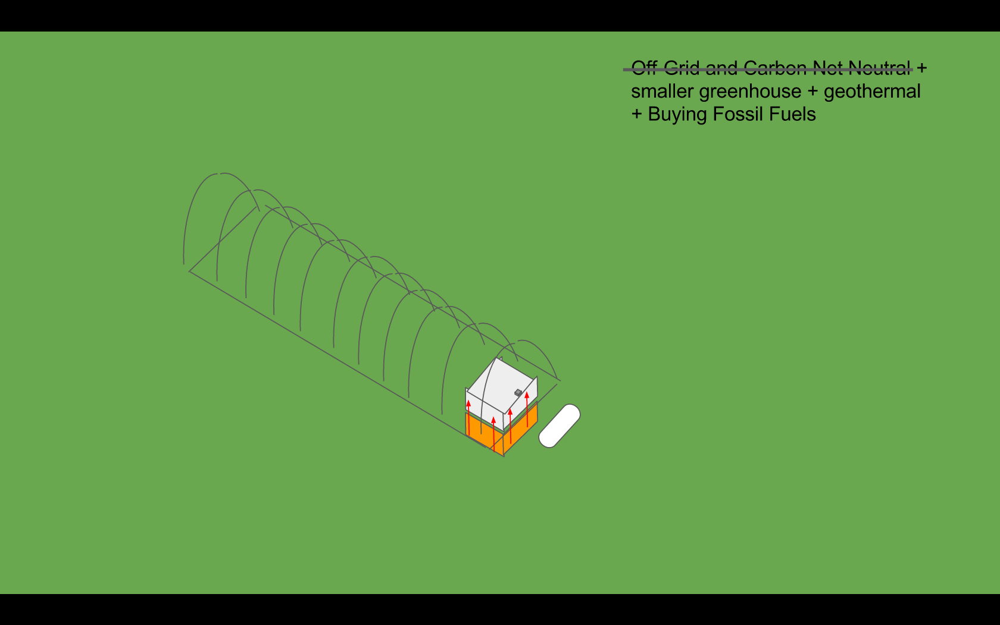 Off Grid and Carbon Net Neutral +
smaller greenhouse + geothermal
+ Buying Fossil Fuels